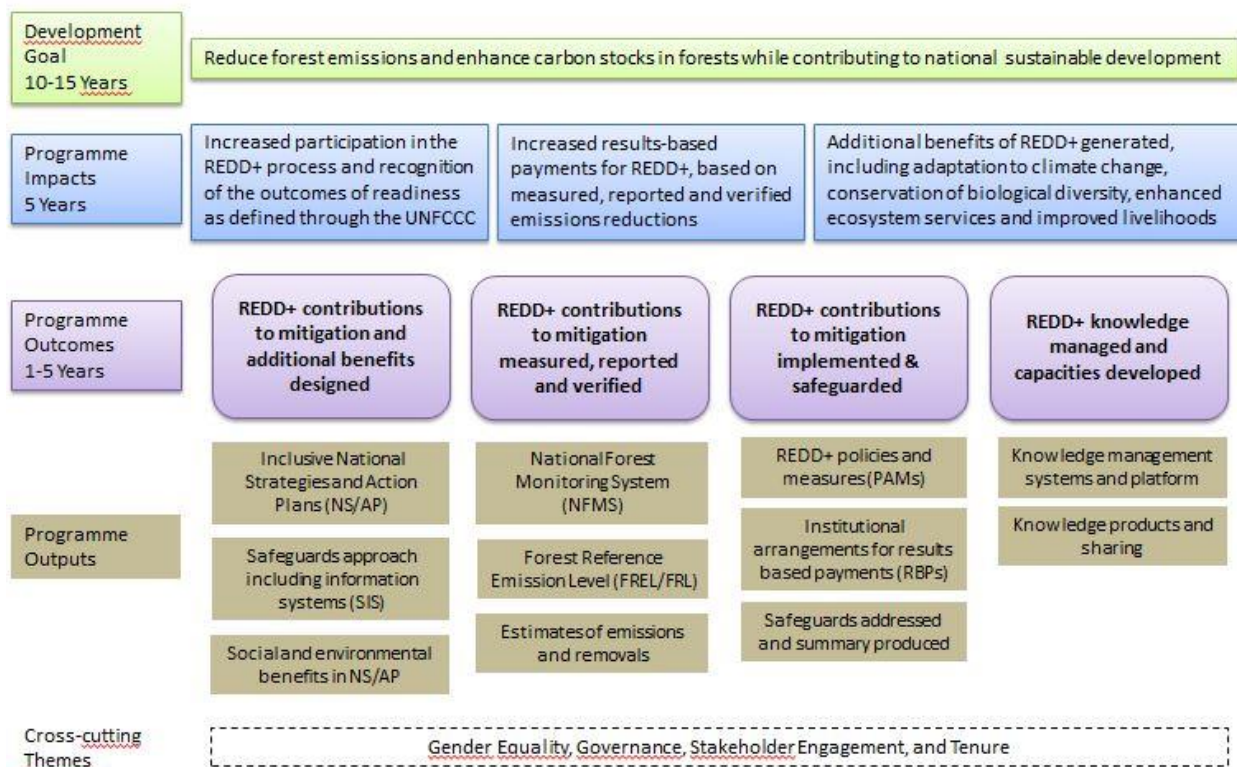 Development
Goal
10-15 Years
Reduce forest emissions and enhance carbon stocks in forests while contributing to national sustainable development
Programme
Impacts
5 Years
Increased participation in the
REDD+ process and recognition
of the outcomes of readiness
as defined through the UNFCCC
Increased results-based
payments for REDD+, based on
measured, reported and verified
emissions reductions
Additional benefits of REDD+ generated,
including adaptation to climate change,
conservation of biological diversity, enhanced
ecosystem services and improved livelihoods
Programme
Outcomes
1-5 Years
REDD+ contributions
to mitigation and
additional benefits
designed
REDD+ contributions
to mitigation
measured, reported
and verified
REDD+ contributions
to mitigation
implemented &
safeguarded
REDD+ knowledge
managed and
capacities developed
Programme
Outputs
Inclusive National
Strategies and Action
Plans (NS/AP)
Safeguards approach
including information
systems (SIS)
Social and environmental
benefits in NS/AP
National Forest
Monitoring System
(NFMS)
Forest Reference
Emission Level (FREL/FRL)
Estimates of emissions
and removals
REDD+ policies and
measures (PAMs)
Institutional
arrangements for results
based payments (RBPs)
Safeguards addressed
and summary produced
Knowledge management
systems and platform
Knowledge products and
sharing
Cross-cutting
Themes
Gender Equality, Governance, Stakeholder Engagement, and Tenure